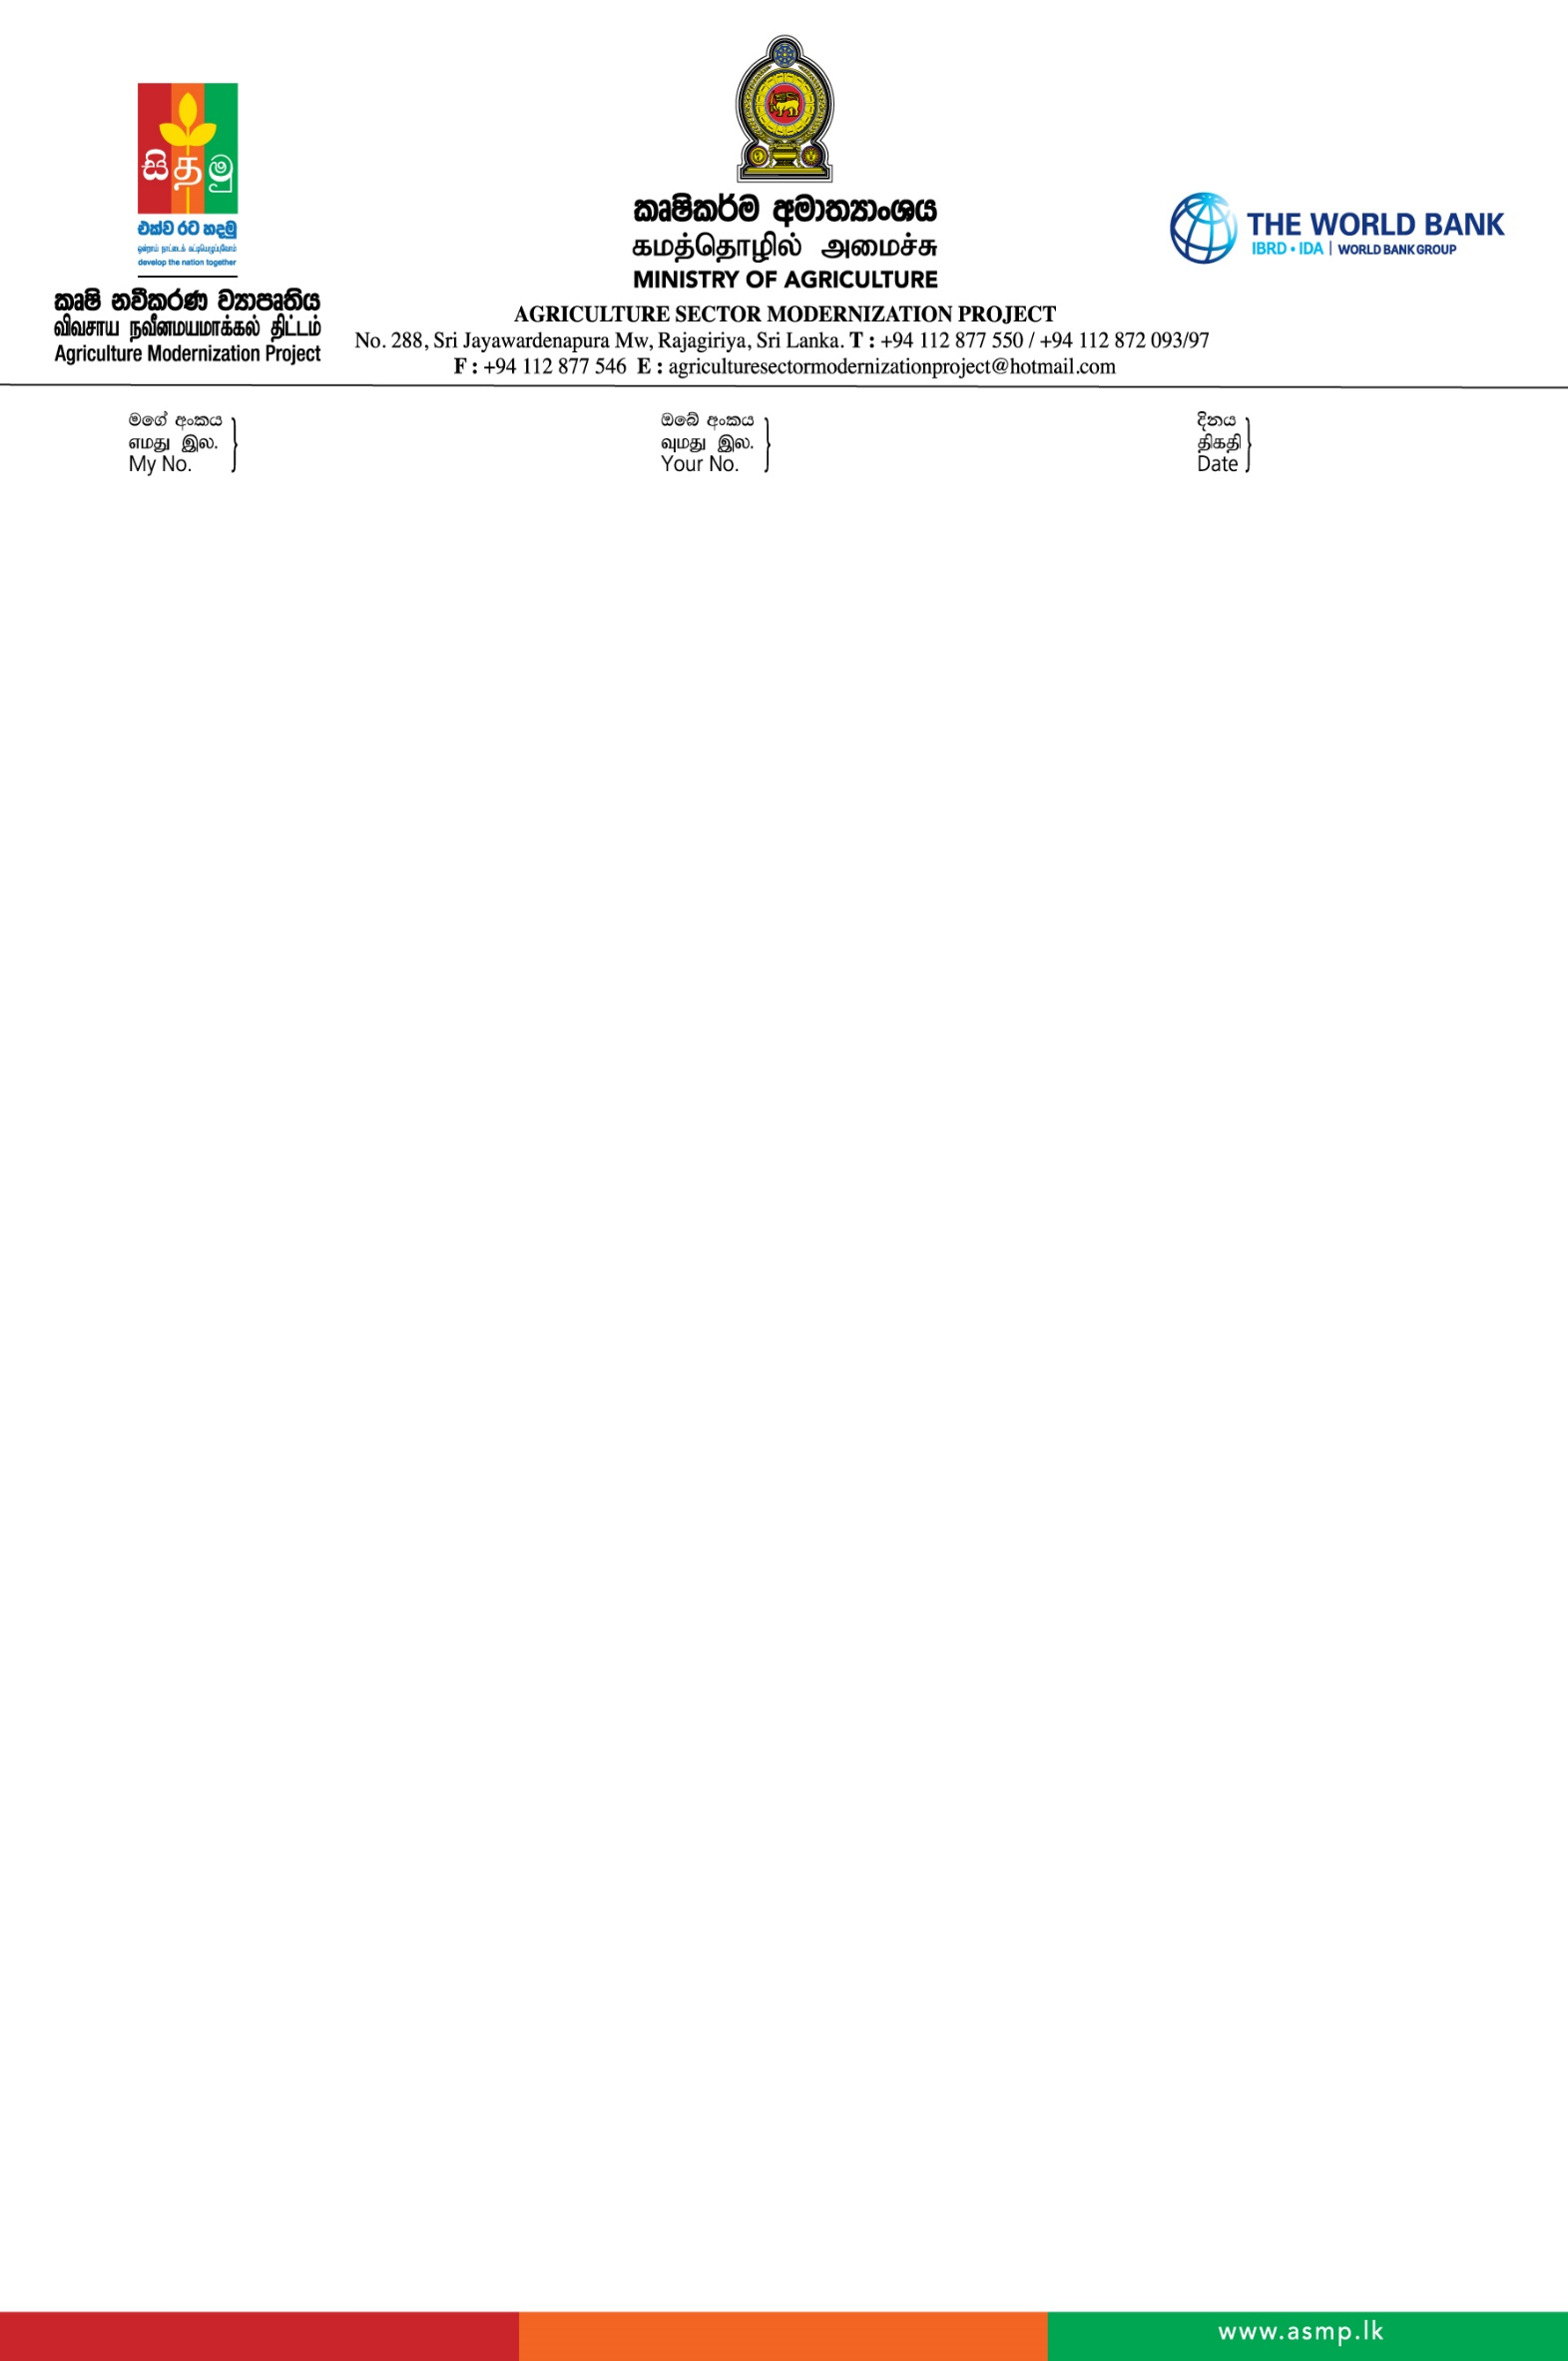 සිதமු
එක්ව රට හදමු
ஒன்றாய் நாட்டைக் கட்டியெழுப்புவோம்
develop the nation together
කෘෂි නවීකරණ ව්‍යාපෘතිය
விவசாய நவீனமயமாக்கல் திட்டம்
Agriculture Modernization Project
කෘෂිකර්ම අමාත්‍යාංශය
கமத்தொழில் அமைச்சு
MINISTRY OF AGRICULTURE
AGRICULTURE SECTOR MODERNIZATION PROJECT
No. 288, Sri Jayawardenapura Mw, Rajagiriya, Sri Lanka. T : +94 112 877 550 / +94 112 872 093/97
F : +94 112 877 546 E : agriculturesectormodernizationproject@hotmail.com
THE WORLD BANK
IBRD • IDA | WORLD BANK GROUP
මගේ අංකය
எமது இல.
My No.
ඔබේ අංකය
வுமது இல.
Your No.
දිනය
திகதி
Date
www.asmp.lk